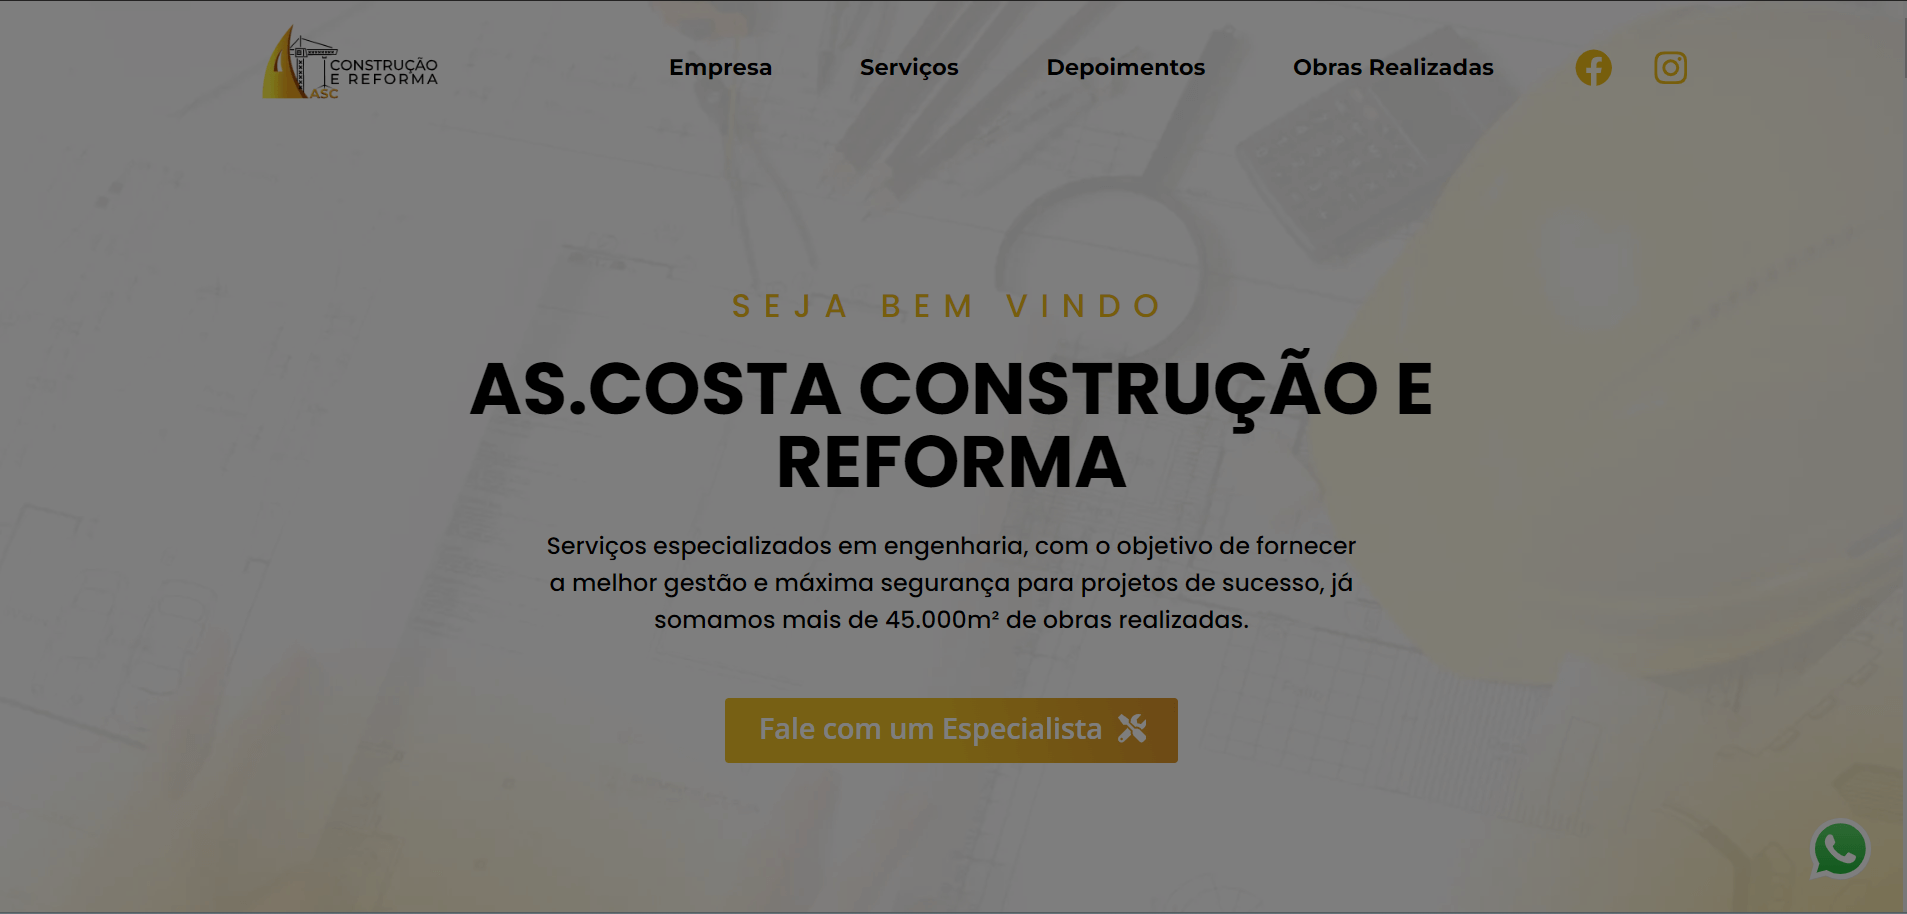 CONSTRUÇÃO
E REFORMA
ASC
Empresa
Serviços
Depoimentos
Obras Realizadas
SEJA BEM VINDO
AS.COSTA CONSTRUÇÃO E
REFORMA
Serviços especializados em engenharia, com o objetivo de fornecer
a melhor gestão e máxima segurança para projetos de sucesso, já
somamos mais de 45.000m² de obras realizadas.
Fale com um Especialista